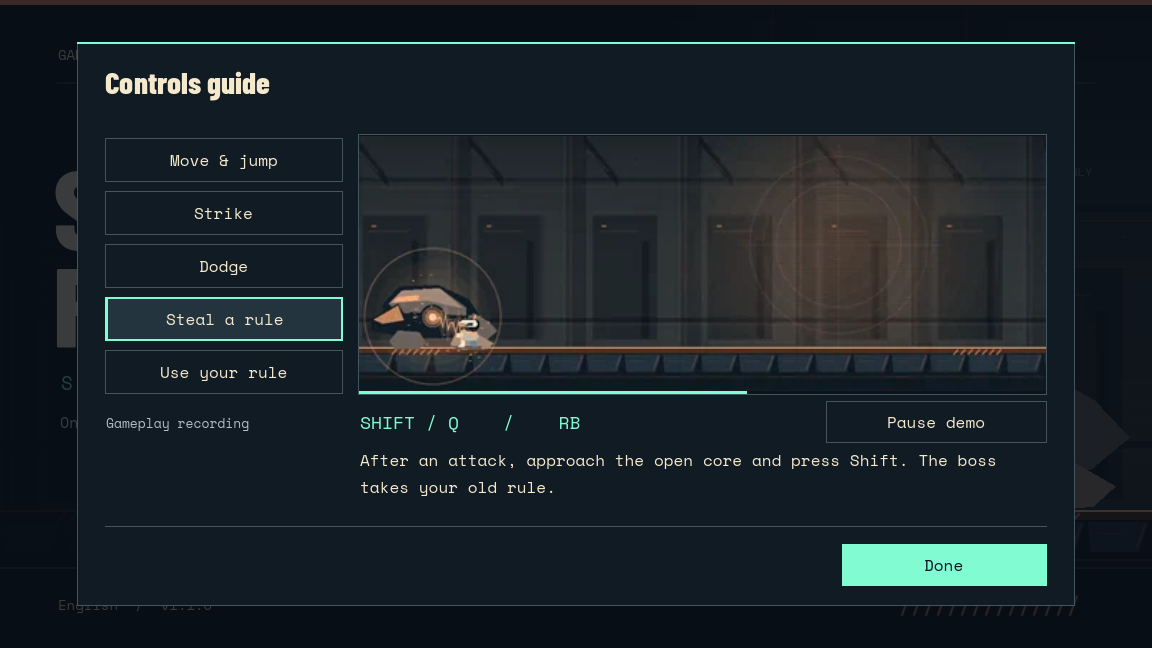 Controls guide
Move & jump
Strike
Dodge
Steal a rule
Use your rule
Gameplay recording
SHIFT / Q / RB
Pause demo
After an attack, approach the open core and press Shift. The boss
takes your old rule.
Done
English /